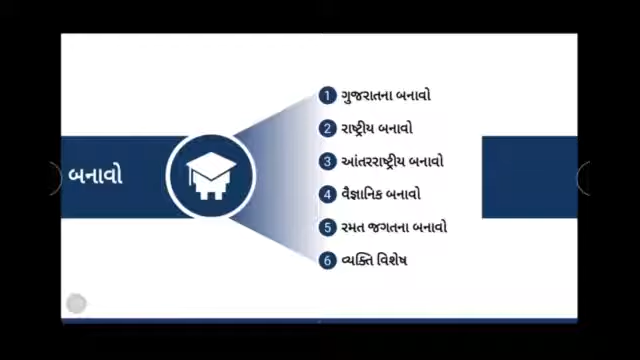 બનાવો
1 ગુજરાતના બનાવો
2 રાષ્ટ્રીય બનાવો
3 આંતરરાષ્ટ્રીય બનાવો
4 વૈજ્ઞાનિક બનાવો
5 રમત જગતના બનાવો
6 વ્યક્તિ વિશેષ